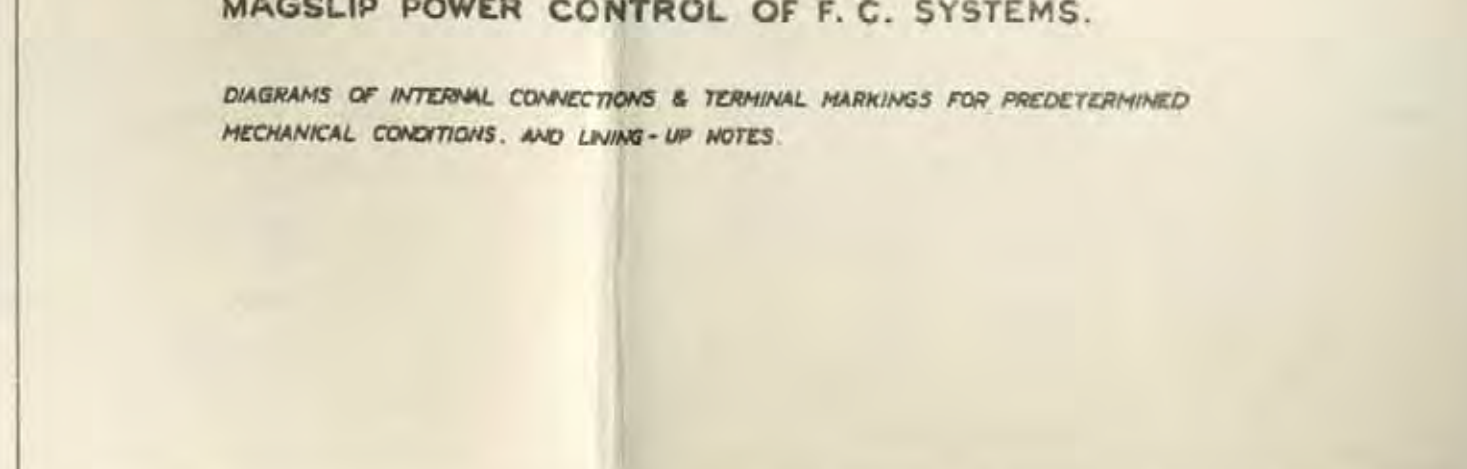 MAGSLIP POWER CONTROL OF F. C. SYSTEMS.
DIAGRAMS OF INTERNAL CONNECTIONS & TERMINAL MARKINGS FOR PREDETERMINED
MECHANICAL CONDITIONS, AND LINING-UP NOTES.